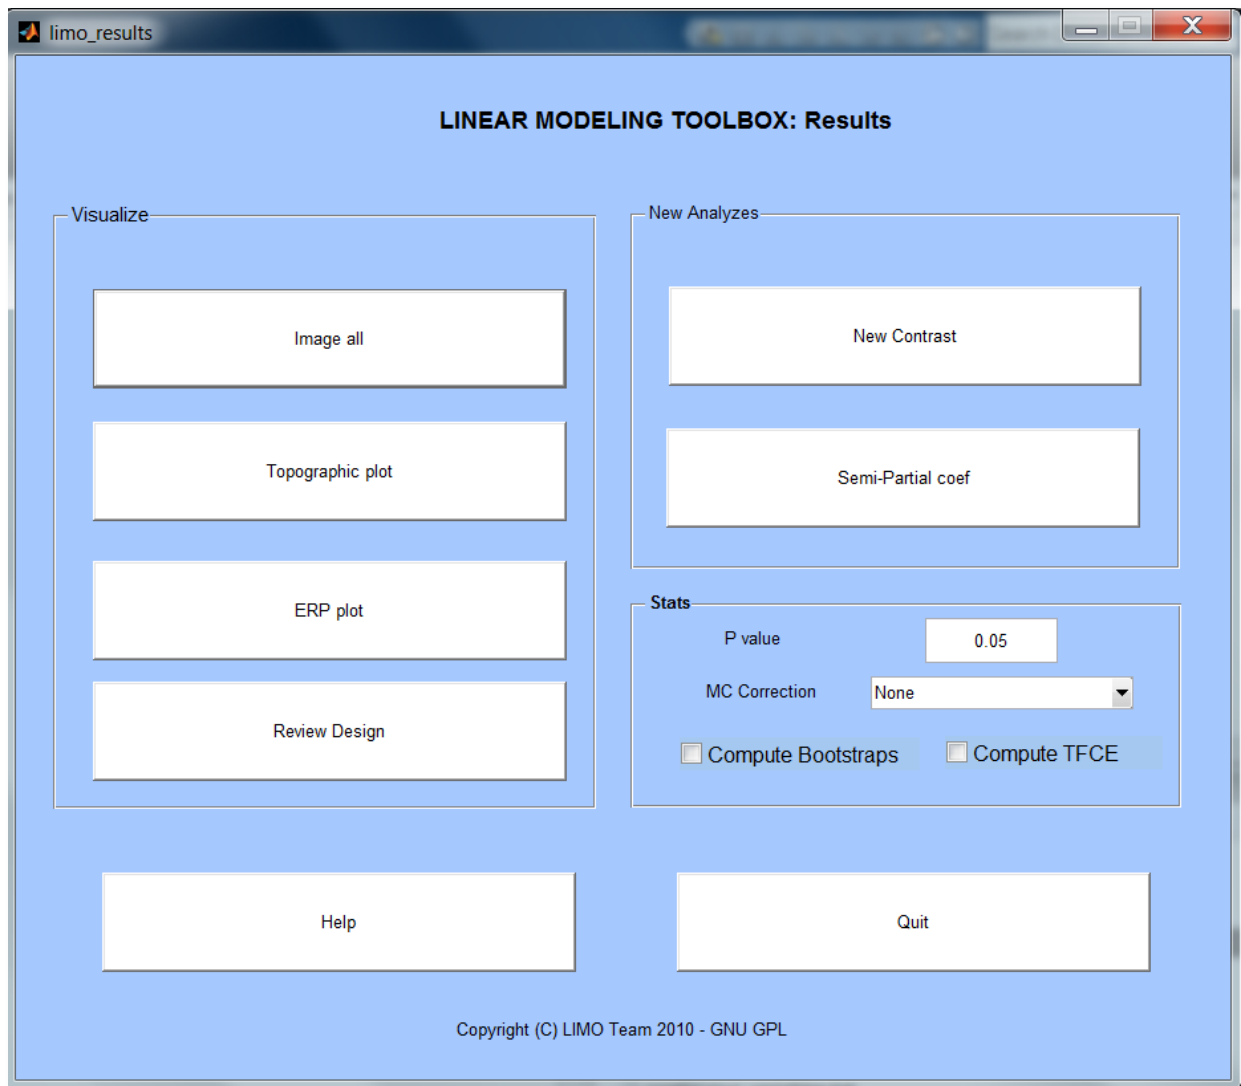 limo_results
LINEAR MODELING TOOLBOX: Results
Visualize
Image all
Topographic plot
ERP plot
Review Design
New Analyzes
New Contrast
Semi-Partial coef
Stats
P value 0.05
MC Correction None
Compute Bootstraps Compute TFCE
Help
Quit
Copyright (C) LIMO Team 2010 - GNU GPL